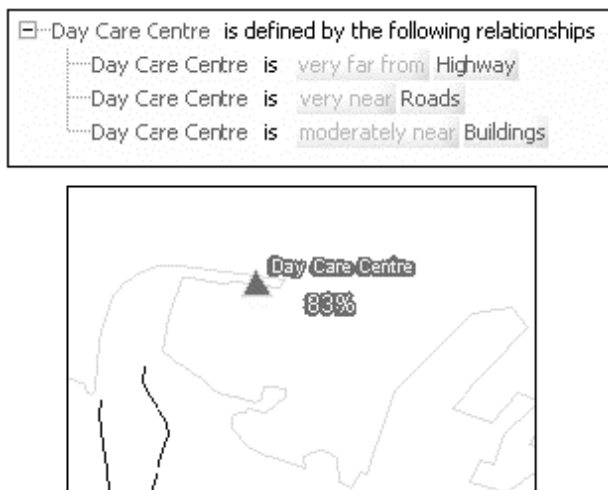 Day Care Centre is defined by the following relationships
Day Care Centre is very far from Highway
Day Care Centre is very near Roads
Day Care Centre is moderately near Buildings
Day Care Centre
83%